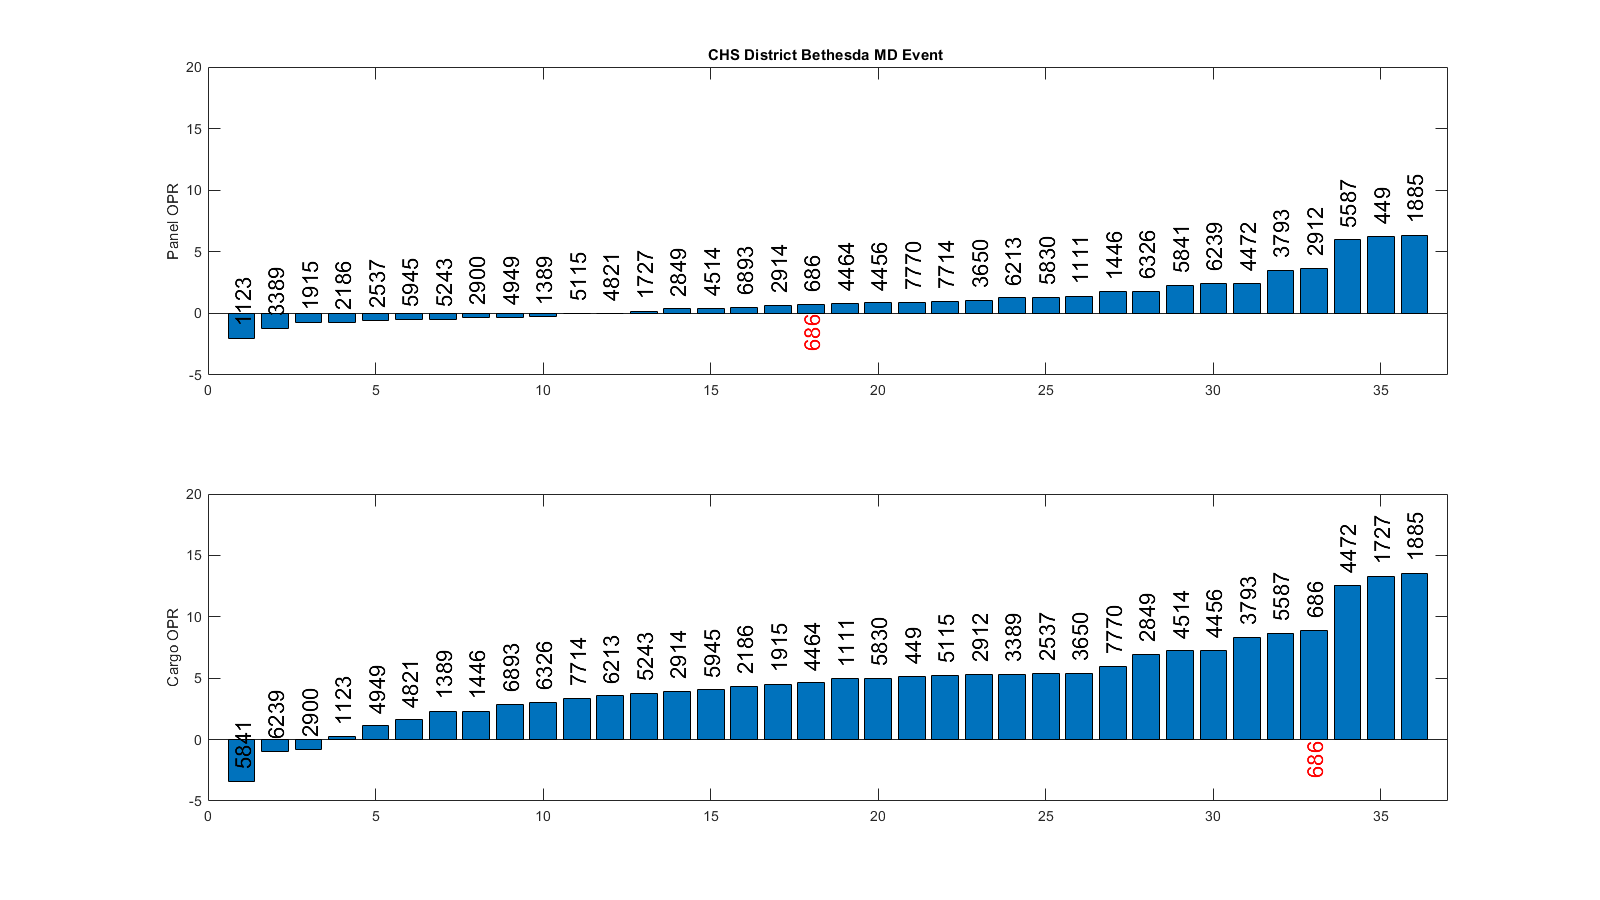 CHS District Bethesda MD Event
20
15
10
5
0
-5
Panel OPR
1123 3389 1915 2186 2537 5945 5243 2900 4949 1389 5115 4821 1727 2849 4514 6893 2914 686 4464 4456 7770 7714 3650 6213 5830 1111 1446 6326 5841 6239 4472 3793 2912 5587 449 1885
686
0 5 10 15 20 25 30 35
20
15
10
5
0
-5
Cargo OPR
5841 6239 2900 1123 4949 4821 1389 1446 6893 6326 7714 6213 5243 2914 5945 2186 1915 4464 1111 5830 449 5115 2912 3389 2537 3650 7770 2849 4514 4456 3793 5587 686 4472 1727 1885
686
0 5 10 15 20 25 30 35